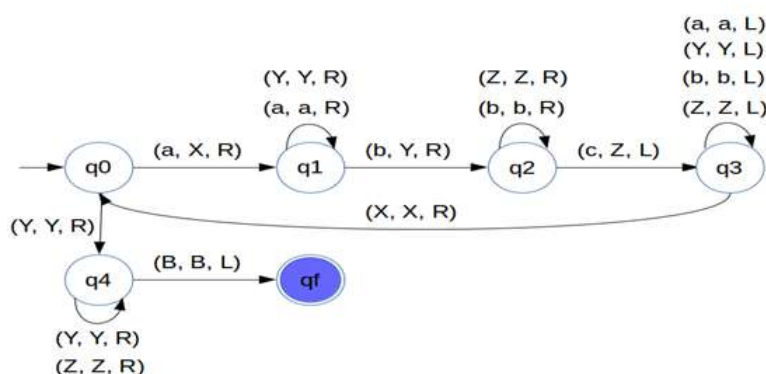 (a, a, L)
(Y, Y, L)
(b, b, L)
(Z, Z, L)
(Y, Y, R)
(a, a, R)
(Z, Z, R)
(b, b, R)
q0
(a, X, R)
q1
(b, Y, R)
q2
(c, Z, L)
q3
(X, X, R)
(Y, Y, R)
q4
(B, B, L)
qf
(Y, Y, R)
(Z, Z, R)